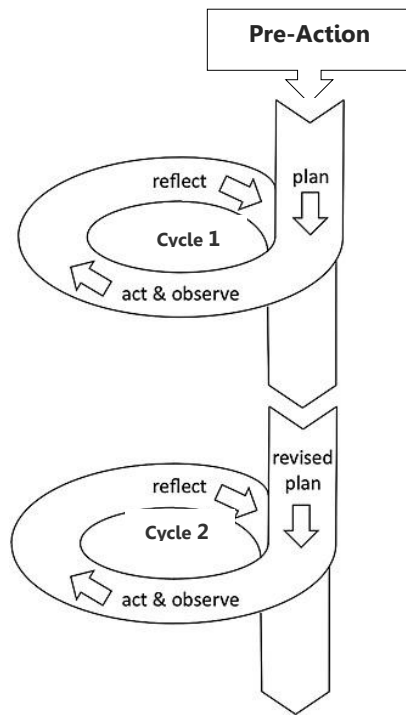 Pre-Action
plan
reflect
Cycle 1
act & observe
revised
plan
reflect
Cycle 2
act & observe